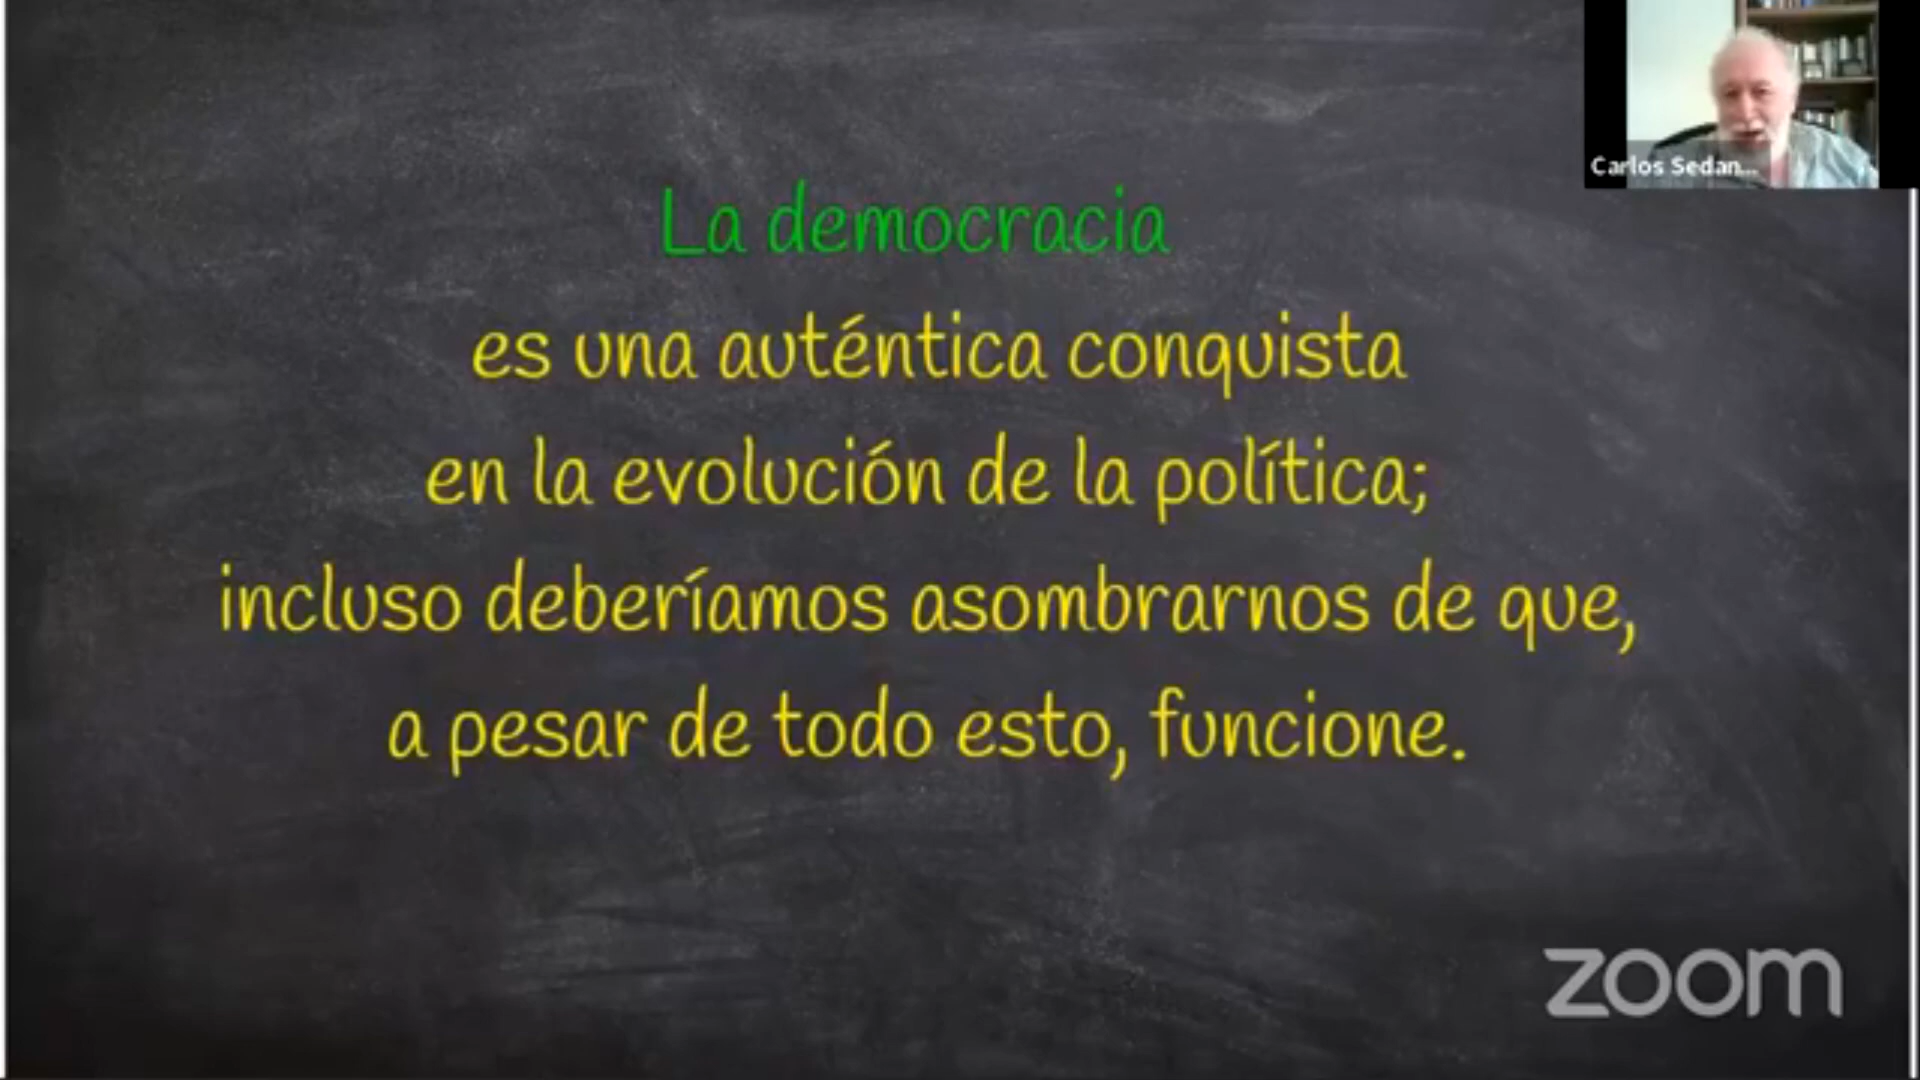 Carlos Sedan...
La democracia
es una auténtica conquista
en la evolución de la política;
incluso deberíamos asombrarnos de que,
a pesar de todo esto, funcione.
zoom